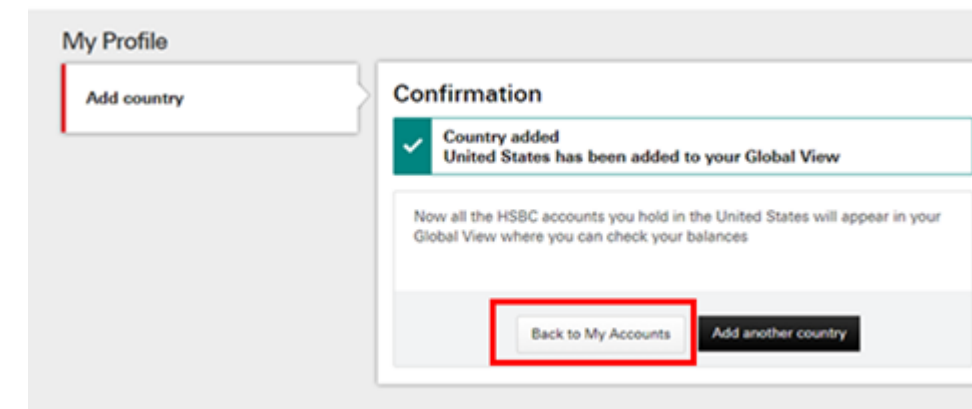 My Profile
Add country
Confirmation
Country added
United States has been added to your Global View
Now all the HSBC accounts you hold in the United States will appear in your
Global View where you can check your balances
Back to My Accounts
Add another country